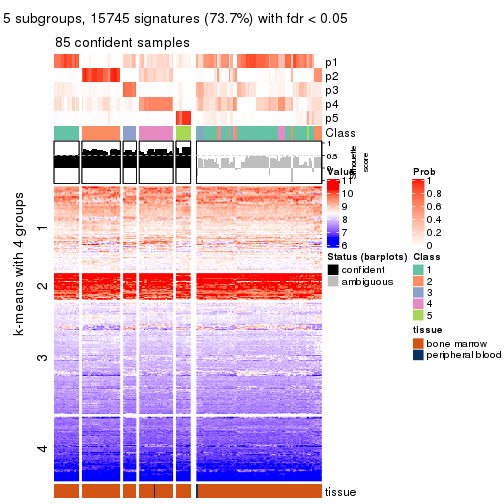 5 subgroups, 15745 signatures (73.7%) with fdr < 0.05
85 confident samples
p1
p2
p3
p4
p5
Class
1
0.5
0
silhouette
score
k-means with 4 groups
1
2
3
4
tissue
Value
11
10
9
8
7
6
Prob
1
0.8
0.6
0.4
0.2
0
Status (barplots)
confident
ambiguous
Class
1
2
3
4
5
tissue
bone marrow
peripheral blood